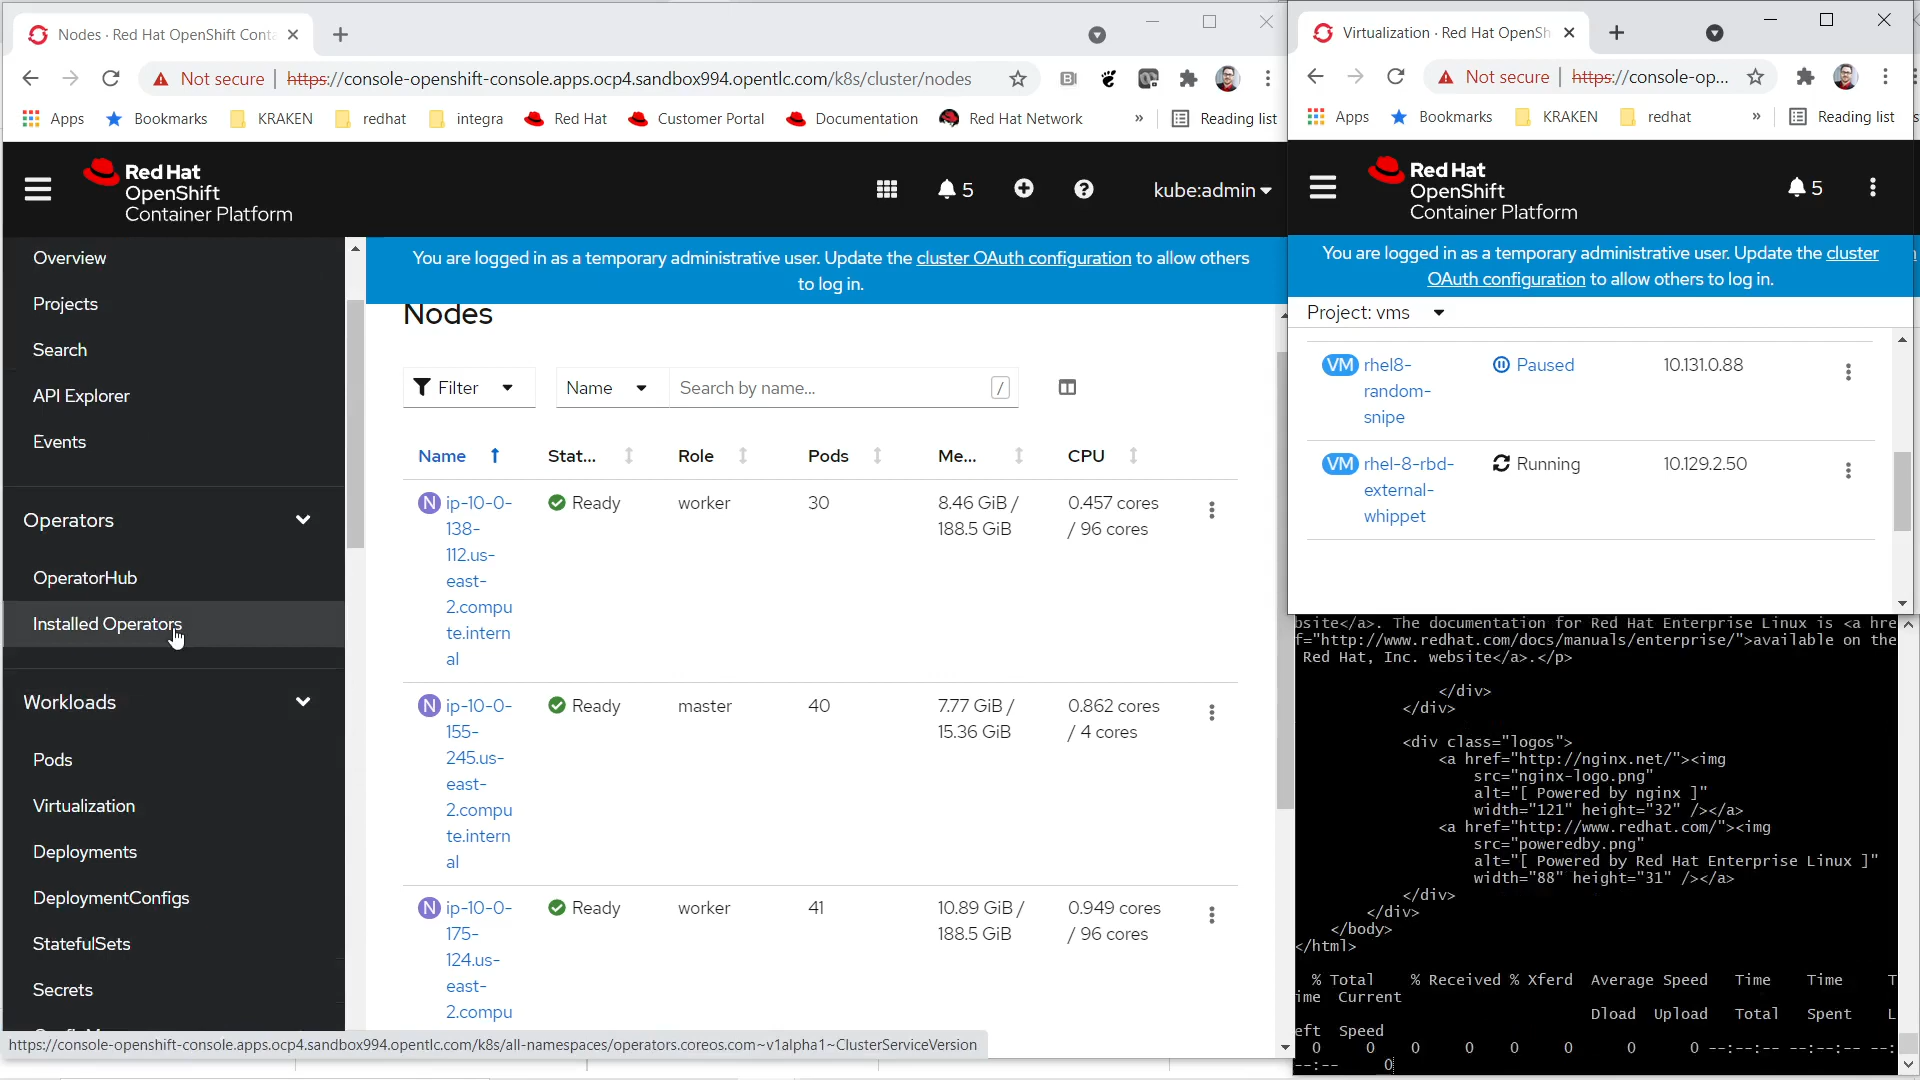 Nodes · Red Hat OpenShift Conta
Not secure | https://console-openshift-console.apps.ocp4.sandbox994.opentlc.com/k8s/cluster/nodes
Apps Bookmarks KRAKEN redhat integra Red Hat Customer Portal Documentation Red Hat Network » Reading list
Red Hat
OpenShift
Container Platform
5
kube:admin
Overview
Projects
Search
API Explorer
Events
Operators
OperatorHub
Installed Operators
Workloads
Pods
Virtualization
Deployments
DeploymentConfigs
StatefulSets
Secrets
You are logged in as a temporary administrative user. Update the cluster OAuth configuration to allow others
to log in.
Nodes
Filter Name Search by name... /
Name Stat... Role Pods Me... CPU
N ip-10-0- Ready worker 30 8.46 GiB / 0.457 cores
138- 188.5 GiB / 96 cores
112.us-
east-
2.compu
te.intern
al
N ip-10-0- Ready master 40 7.77 GiB / 0.862 cores
155- 15.36 GiB / 4 cores
245.us-
east-
2.compu
te.intern
al
N ip-10-0- Ready worker 41 10.89 GiB / 0.949 cores
175- 188.5 GiB / 96 cores
124.us-
east-
2.compu
https://console-openshift-console.apps.ocp4.sandbox994.opentlc.com/k8s/all-namespaces/operators.coreos.com~v1alpha1~ClusterServiceVersion
Virtualization · Red Hat OpenSh
Not secure | https://console-op...
Apps Bookmarks KRAKEN redhat » Reading list
Red Hat
OpenShift
Container Platform
5
You are logged in as a temporary administrative user. Update the cluster
OAuth configuration to allow others to log in.
Project: vms
VM rhel8- Paused 10.131.0.88
random-
snipe
VM rhel-8-rbd- Running 10.129.2.50
external-
whippet
bsite</a>. The documentation for Red Hat Enterprise Linux is <a hre
f="http://www.redhat.com/docs/manuals/enterprise/">available on the
Red Hat, Inc. website</a>.</p>
</div>
</div>
<div class="logos">
<a href="http://nginx.net/"><img
src="nginx-logo.png"
alt="[ Powered by nginx ]"
width="121" height="32" /></a>
<a href="http://www.redhat.com/"><img
src="poweredby.png"
alt="[ Powered by Red Hat Enterprise Linux ]"
width="88" height="31" /></a>
</div>
</div>
</body>
</html>
% Total % Received % Xferd Average Speed Time Time T
ime Current
Dload Upload Total Spent L
eft Speed
0 0 0 0 0 0 0 0 --:--:-- --:--:-- --:
--:-- 0